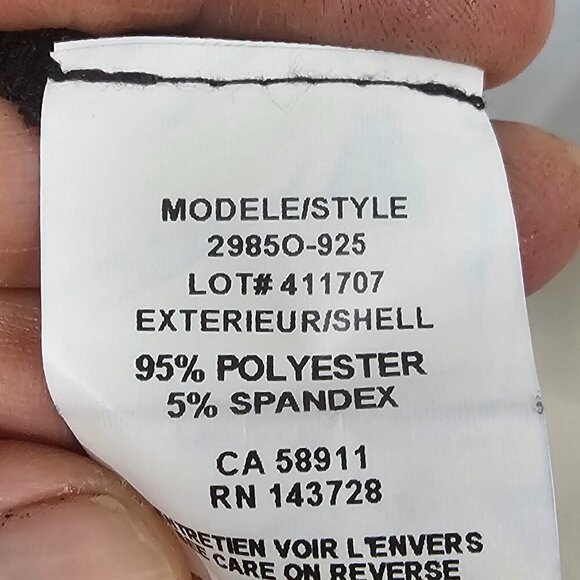 MODELE/STYLE
2985O-925
LOT# 411707
EXTERIEUR/SHELL
95% POLYESTER
5% SPANDEX
CA 58911
RN 143728
VOIR L'ENVERS
CARE ON REVERSE